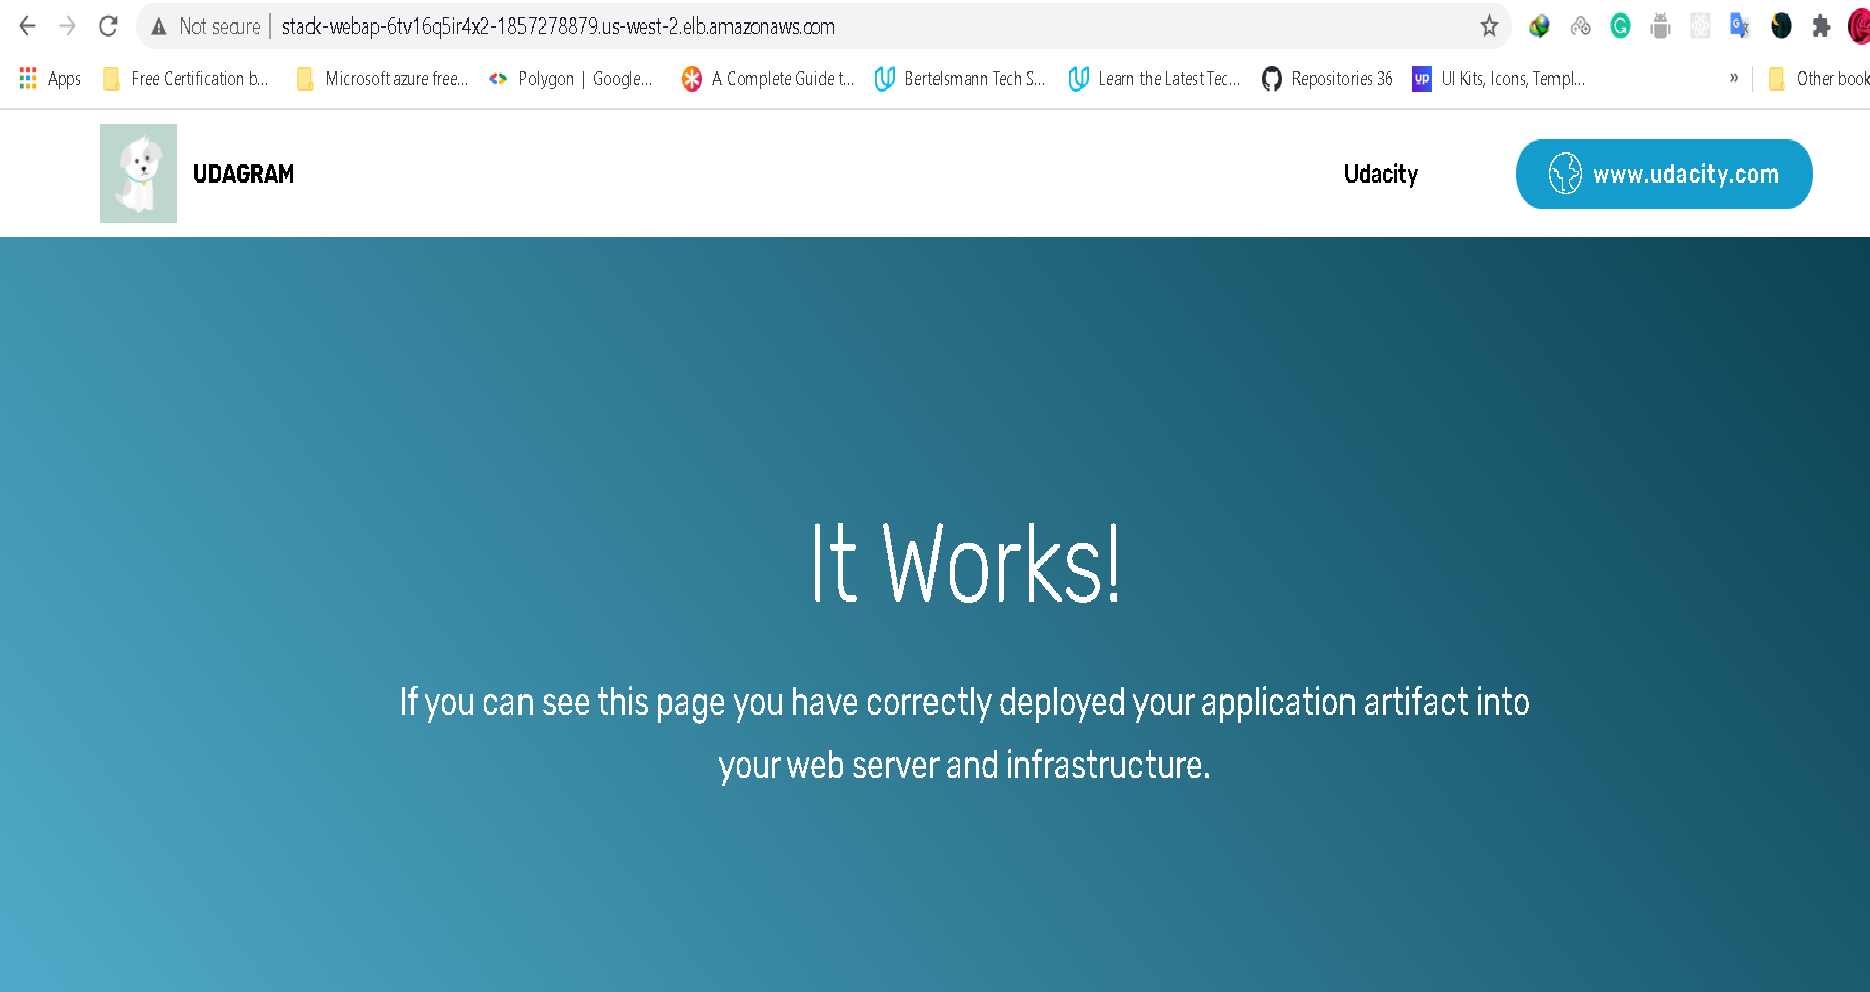 Not secure | stack-webap-6tv16q5ir4x2-1857278879.us-west-2.elb.amazonaws.com
Apps Free Certification b... Microsoft azure free... Polygon | Google... A Complete Guide t... Bertelsmann Tech S... Learn the Latest Tec... Repositories 36 up UI Kits, Icons, Templ... » Other book
UDAGRAM Udacity www.udacity.com
It Works!
If you can see this page you have correctly deployed your application artifact into
your web server and infrastructure.